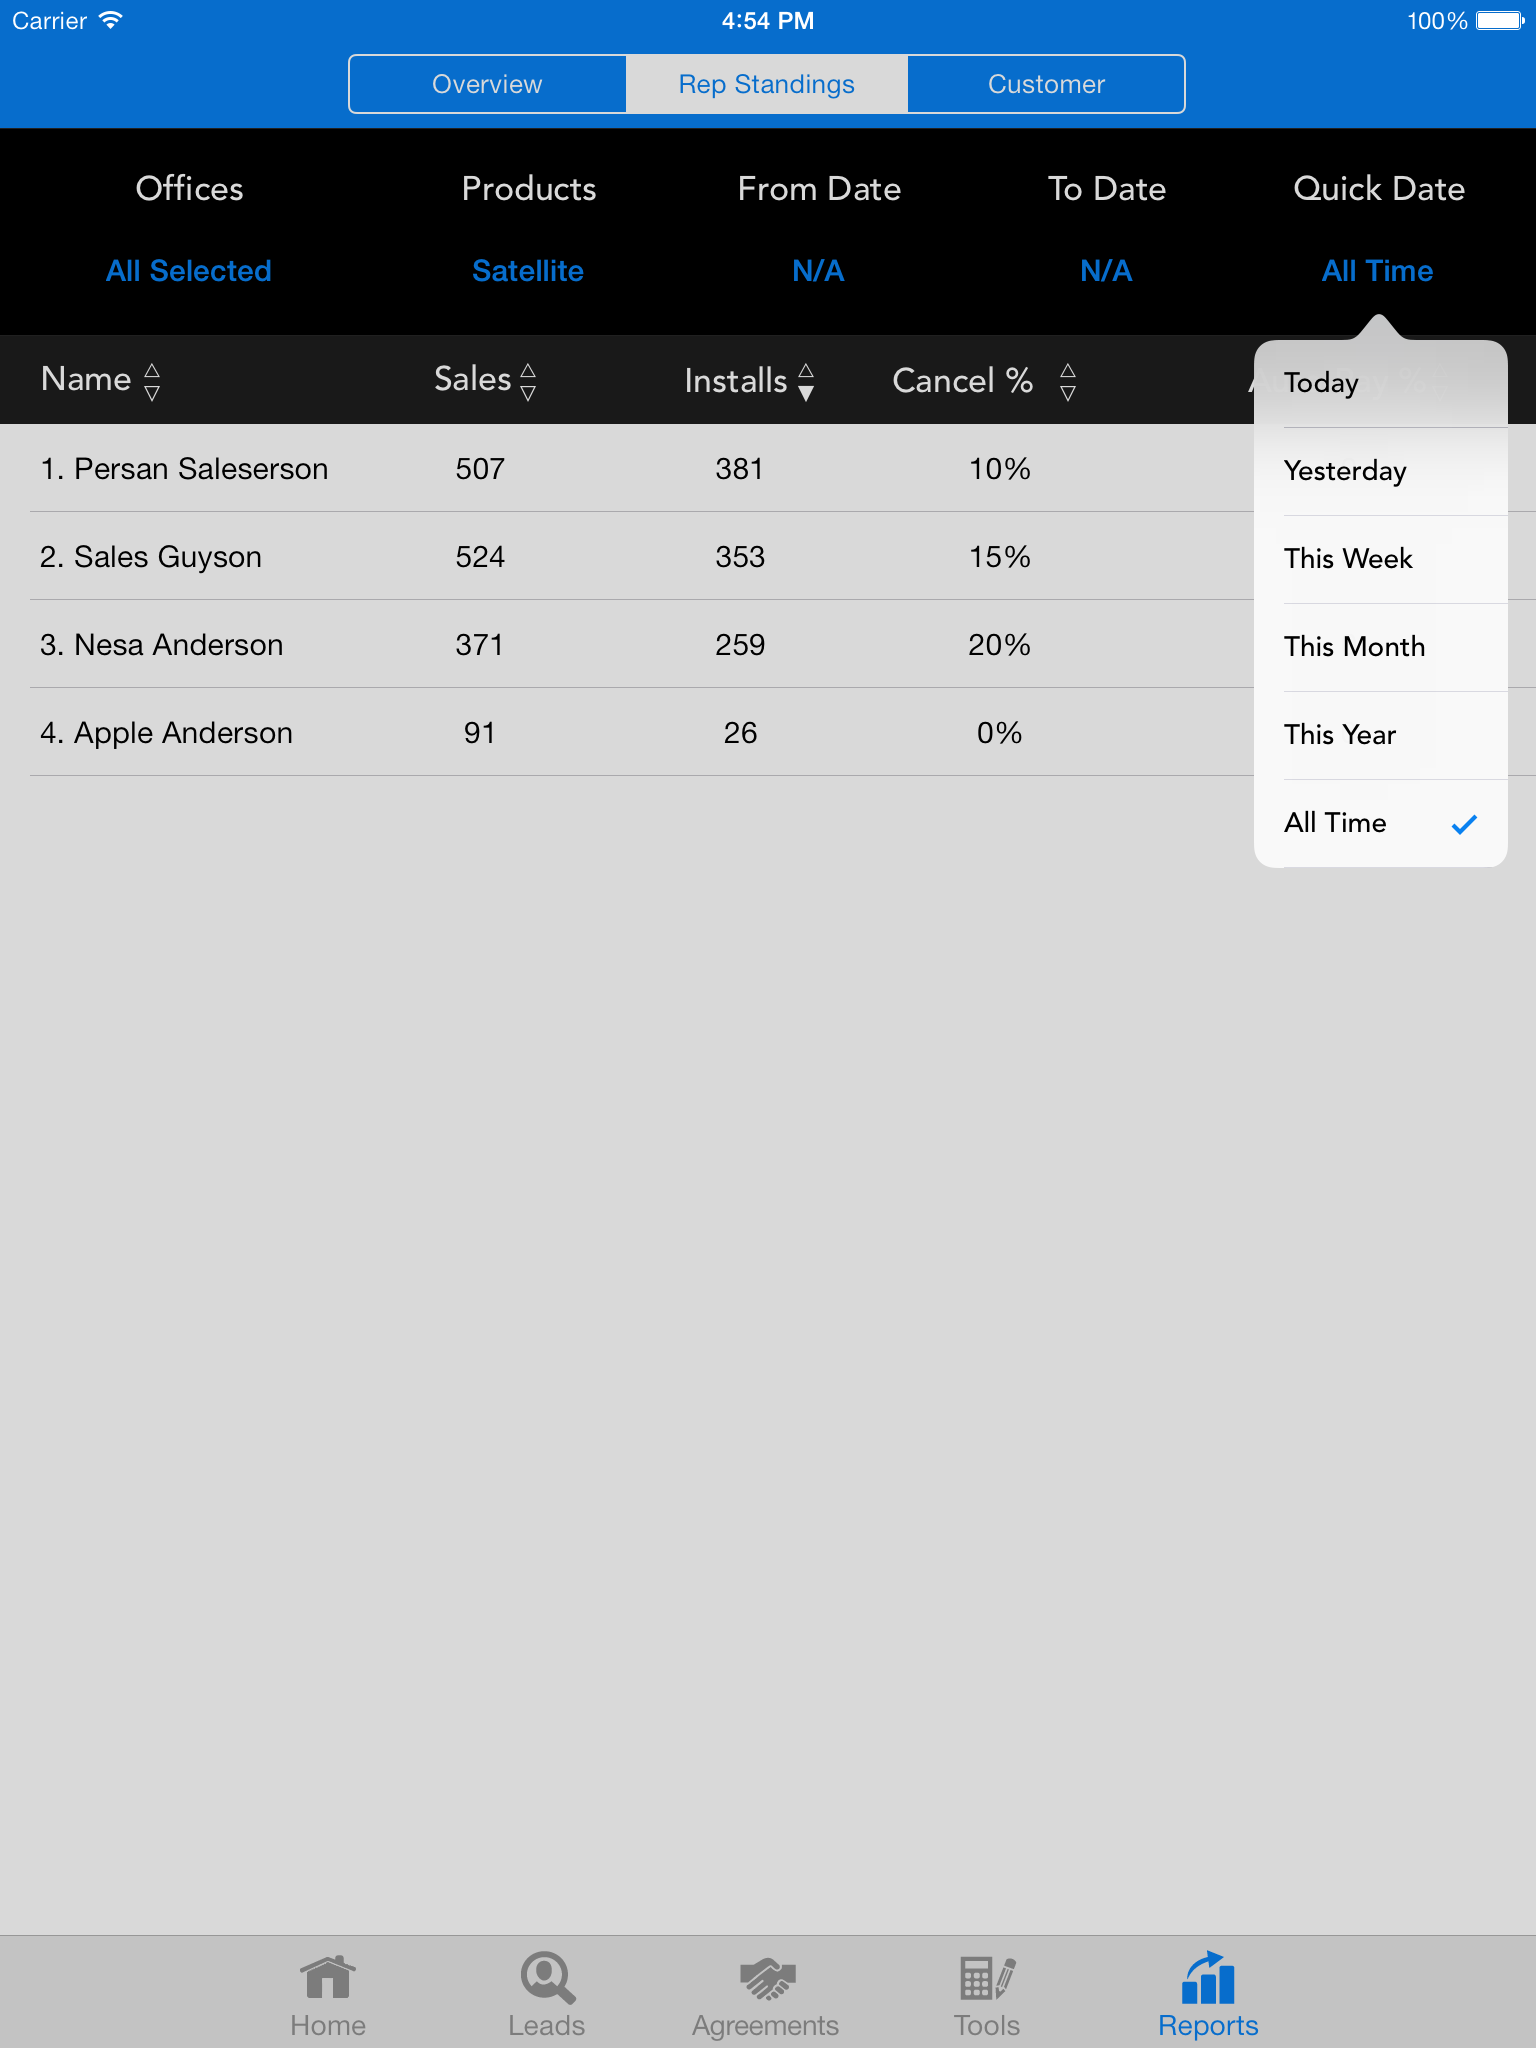 Carrier 4:54 PM 100%
Overview Rep Standings Customer
Offices Products From Date To Date Quick Date
All Selected Satellite N/A N/A All Time
Name Sales Installs Cancel %
1. Persan Saleserson 507 381 10%
2. Sales Guyson 524 353 15%
3. Nesa Anderson 371 259 20%
4. Apple Anderson 91 26 0%
Today
Yesterday
This Week
This Month
This Year
All Time
Home Leads Agreements Tools Reports